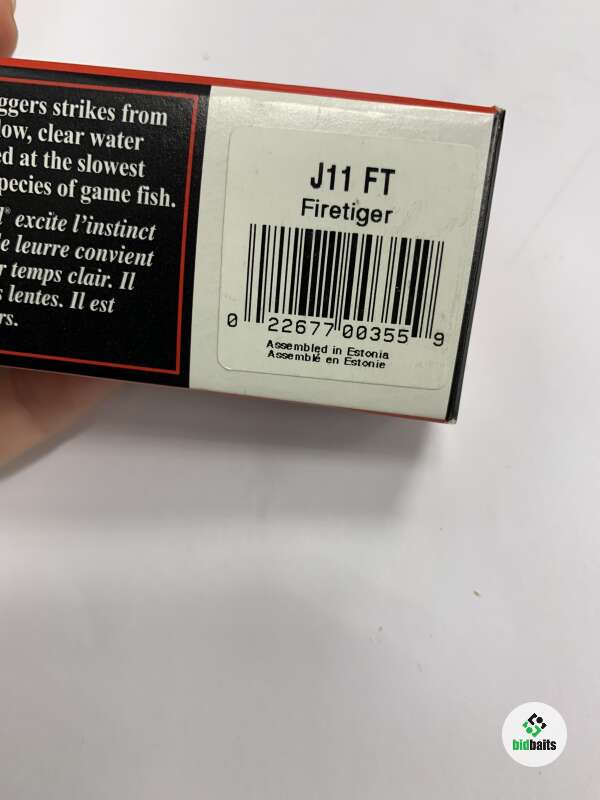 ggers strikes from
low, clear water
ed at the slowest
pecies of game fish.
excite l'instinct
e leurre convient
r temps clair. Il
s lentes. Il est
rs.
J11 FT
Firetiger
0 22677 00355 9
Assembled in Estonia
Assemblé en Estonie
bidbaits